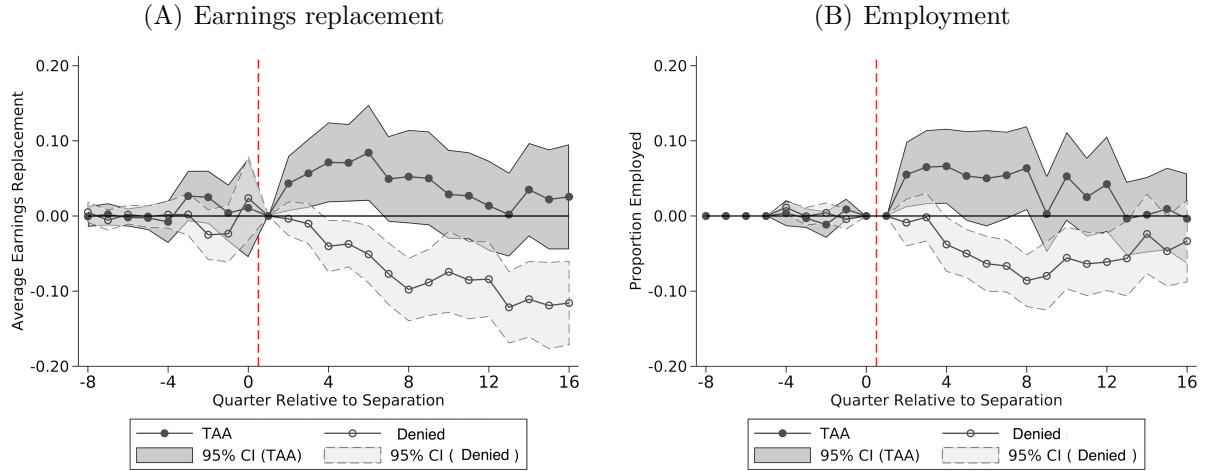 (A) Earnings replacement
Average Earnings Replacement
0.20
0.10
0.00
-0.10
-0.20
-8
-4
0
4
8
12
16
Quarter Relative to Separation
TAA
Denied
95% CI (TAA)
95% CI ( Denied )
(B) Employment
Proportion Employed
0.20
0.10
0.00
-0.10
-0.20
-8
-4
0
4
8
12
16
Quarter Relative to Separation
TAA
Denied
95% CI (TAA)
95% CI ( Denied )